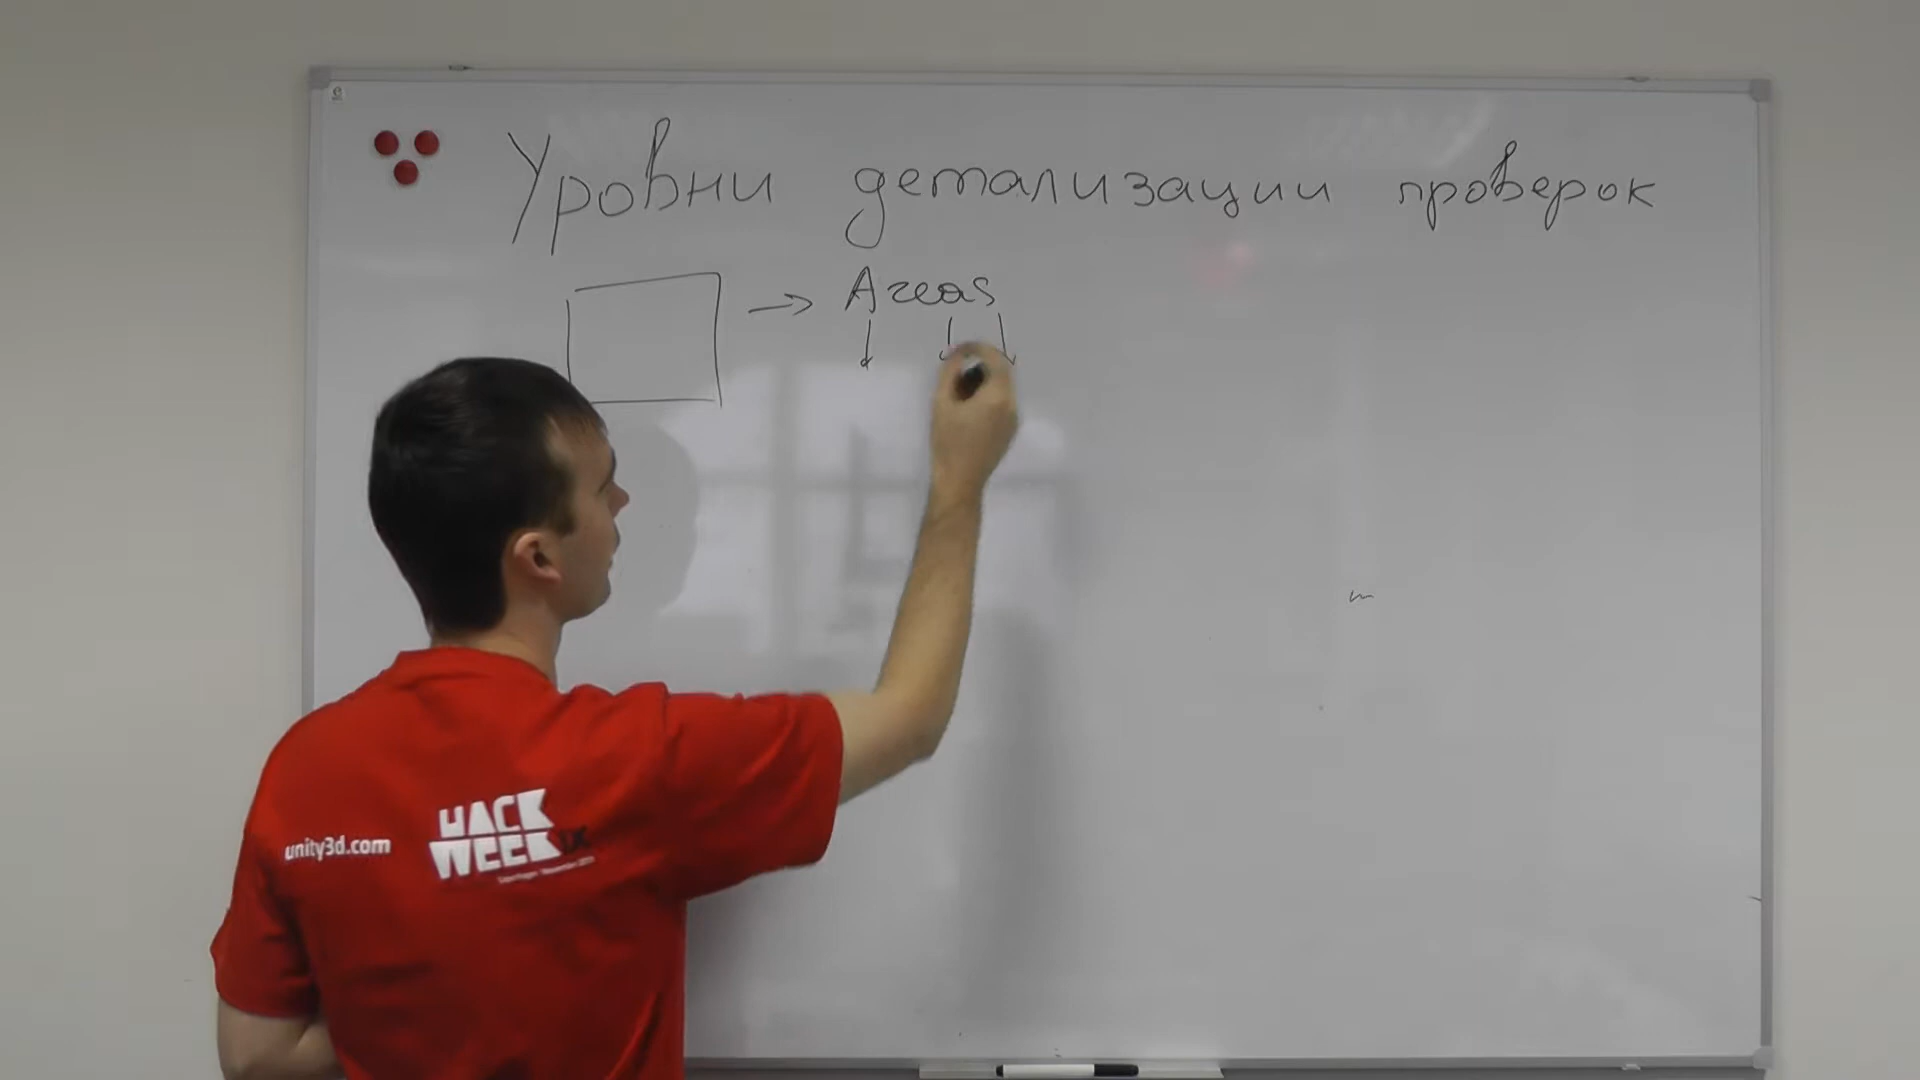 Уровни детализации проверок
→ Areas
unity3d.com
HACK
WEEK IX